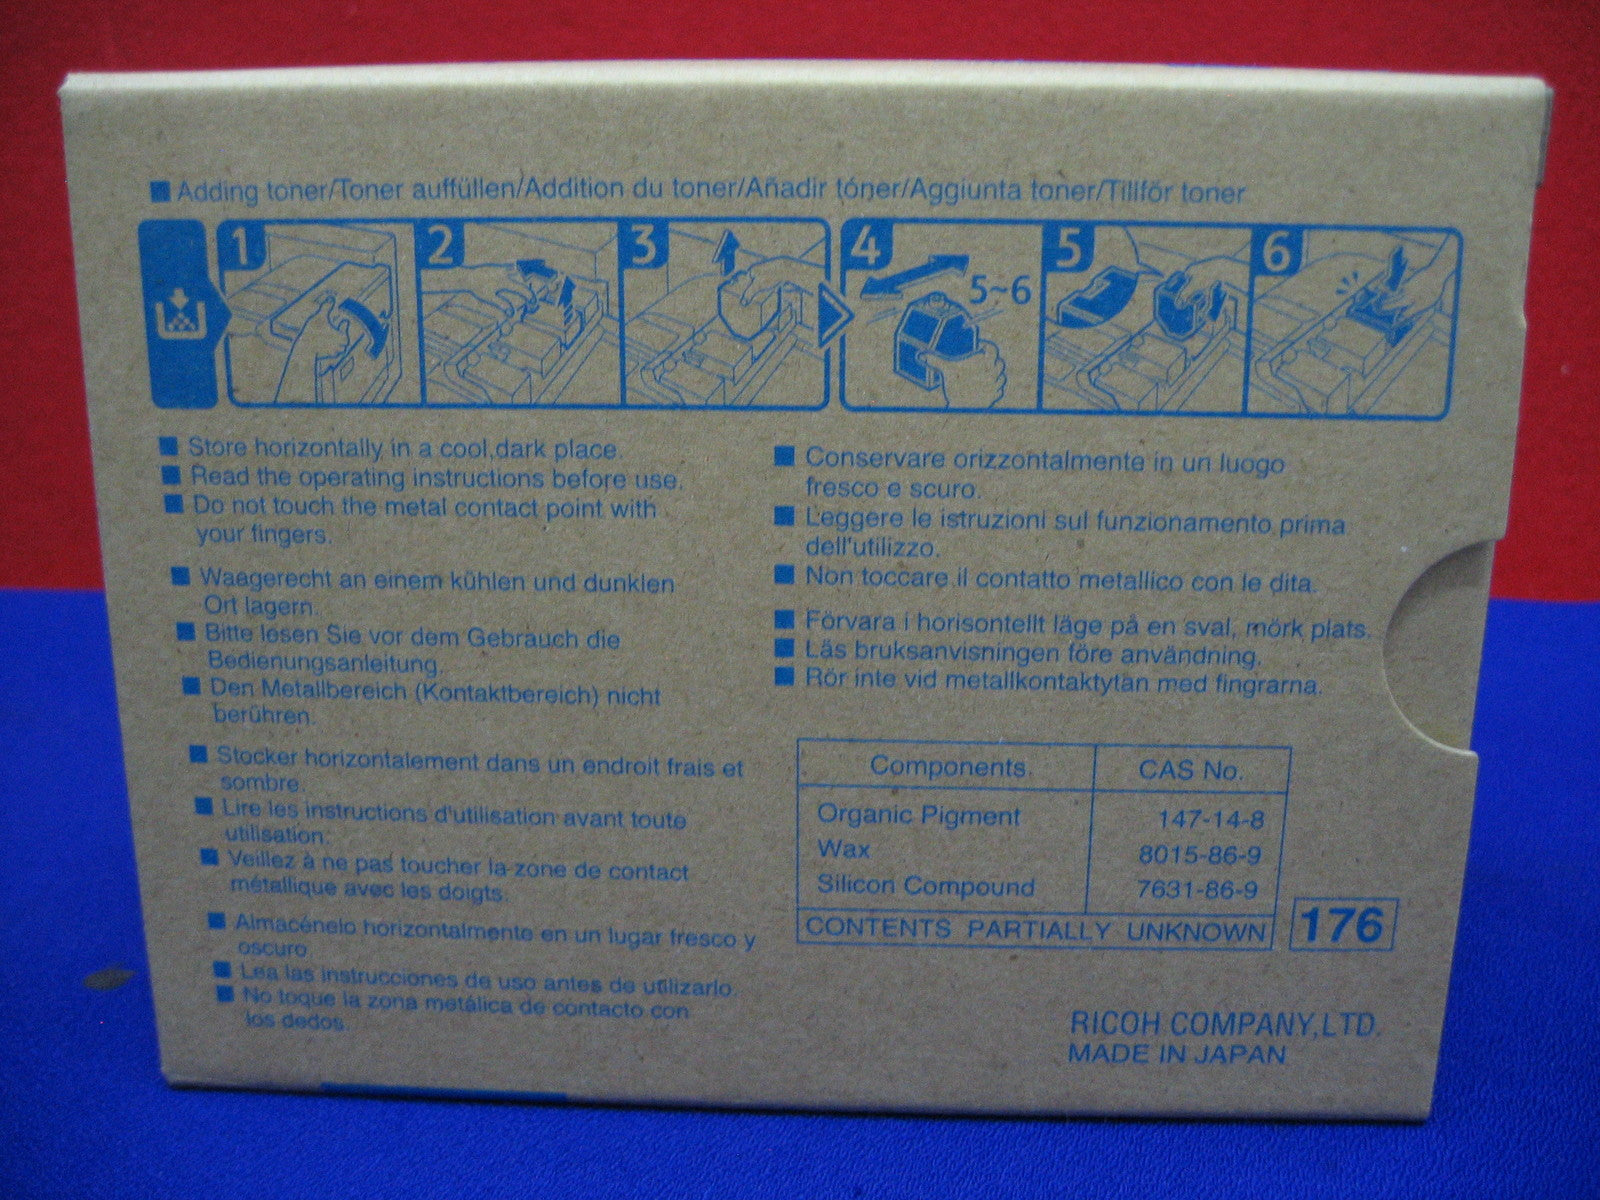 Adding toner/Toner auffüllen/Addition du toner/Añadir tóner/Aggiunta toner/Tillför toner
1 2 3 4 5 6
5~6
Store horizontally in a cool,dark place.
Read the operating instructions before use.
Do not touch the metal contact point with
your fingers.
Waagerecht an einem kühlen und dunklen
Ort lagern.
Bitte lesen Sie vor dem Gebrauch die
Bedienungsanleitung.
Den Metallbereich (Kontaktbereich) nicht
berühren.
Stocker horizontalement dans un endroit frais et
sombre.
Lire les instructions d'utilisation avant toute
utilisation.
Veillez à ne pas toucher la zone de contact
métallique avec les doigts.
Almacénelo horizontalmente en un lugar fresco y
oscuro.
Lea las instrucciones de uso antes de utilizarlo.
No toque la zona metálica de contacto con
los dedos.
Conservare orizzontalmente in un luogo
fresco e scuro.
Leggere le istruzioni sul funzionamento prima
dell'utilizzo.
Non toccare il contatto metallico con le dita.
Förvara i horisontellt läge på en sval, mörk plats.
Läs bruksanvisningen före användning.
Rör inte vid metallkontaktytan med fingrarna.
Components CAS No.
Organic Pigment 147-14-8
Wax 8015-86-9
Silicon Compound 7631-86-9
CONTENTS PARTIALLY UNKNOWN 176
RICOH COMPANY,LTD.
MADE IN JAPAN